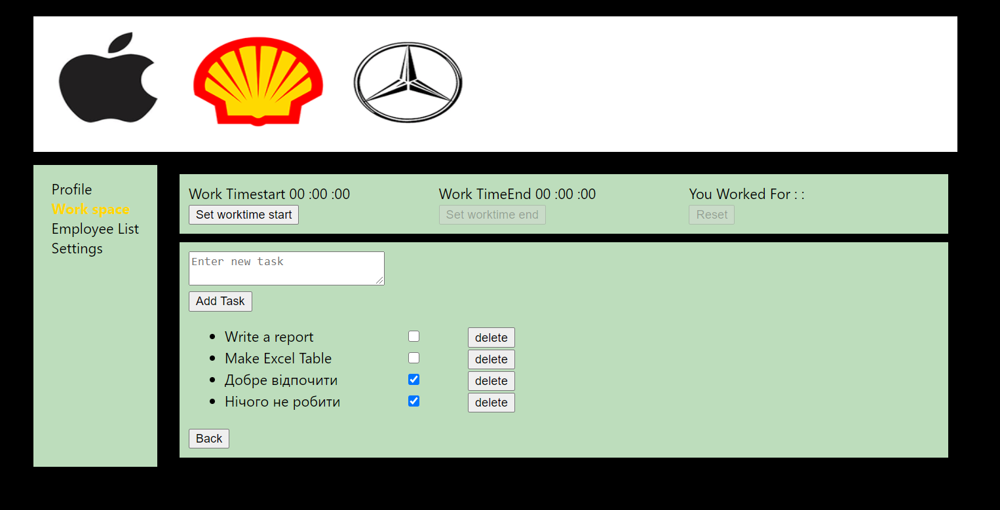 Profile
Work space
Employee List
Settings
Work Timestart 00 :00 :00
Set worktime start
Work TimeEnd 00 :00 :00
Set worktime end
You Worked For : :
Reset
Enter new task
Add Task
Write a report
delete
Make Excel Table
delete
Добре відпочити
delete
Нічого не робити
delete
Back